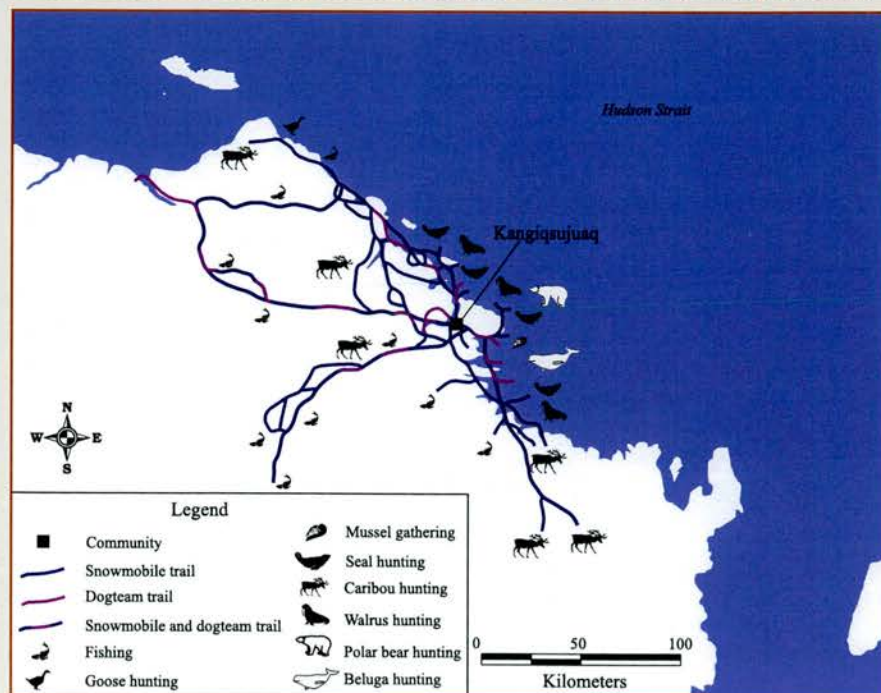 Hudson Strait
Kangiqsujuaq
N
W E
S
Legend
Community
Snowmobile trail
Dogteam trail
Snowmobile and dogteam trail
Fishing
Goose hunting
Mussel gathering
Seal hunting
Caribou hunting
Walrus hunting
Polar bear hunting
Beluga hunting
0 50 100
Kilometers